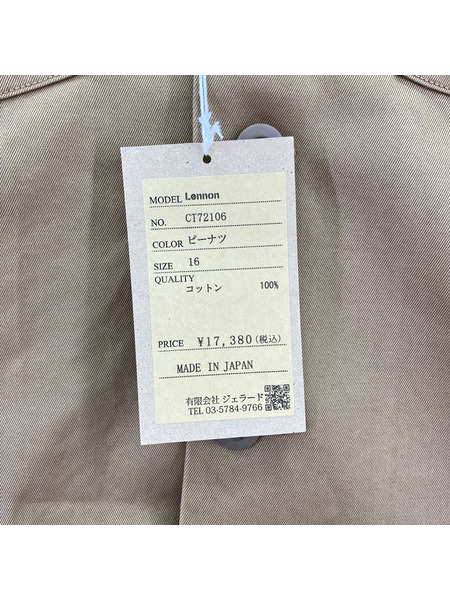 MODEL Lennon
NO. CT72106
COLOR ピーナツ
SIZE 16
QUALITY
コットン 100%
PRICE ¥17,380(税込)
MADE IN JAPAN
有限会社 ジェラード
TEL 03-5784-9766